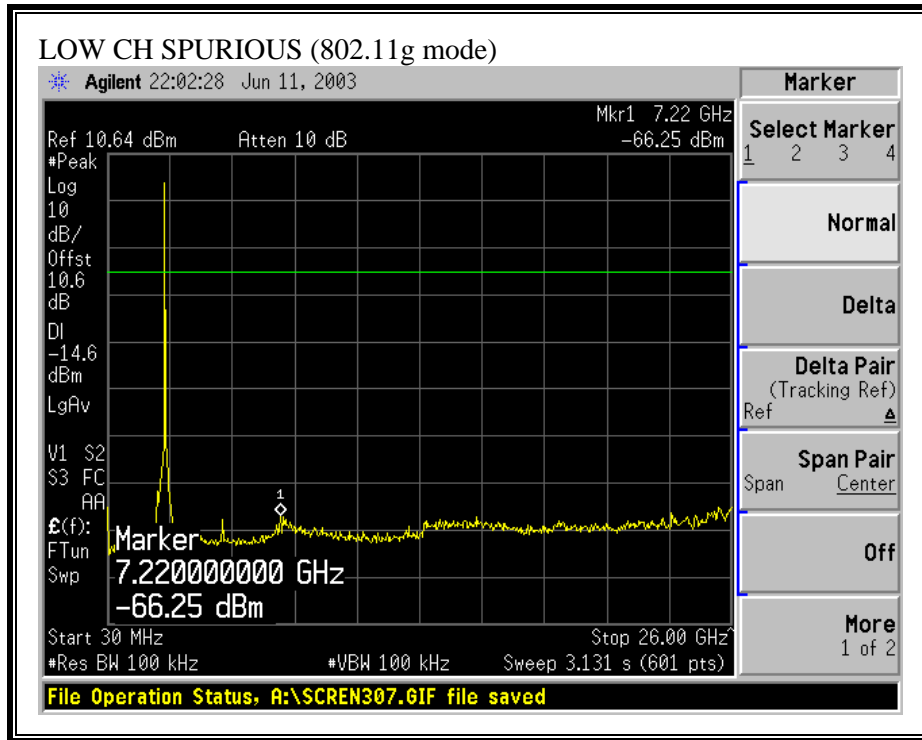 LOW CH SPURIOUS (802.11g mode)
Agilent 22:02:28 Jun 11, 2003
Marker
Mkr1 7.22 GHz
Ref 10.64 dBm Atten 10 dB -66.25 dBm
Select Marker
1 2 3 4
#Peak
Log
10
dB/
Offst
10.6
dB
DI
-14.6
dBm
LgAv
V1 S2
S3 FC
AA
£(f):
FTun
Swp
1
Marker
7.220000000 GHz
-66.25 dBm
Start 30 MHz Stop 26.00 GHz^
#Res BW 100 kHz #VBW 100 kHz Sweep 3.131 s (601 pts)
Normal
Delta
Delta Pair
(Tracking Ref)
Ref Δ
Span Pair
Span Center
Off
More
1 of 2
File Operation Status, A:\SCREN307.GIF file saved